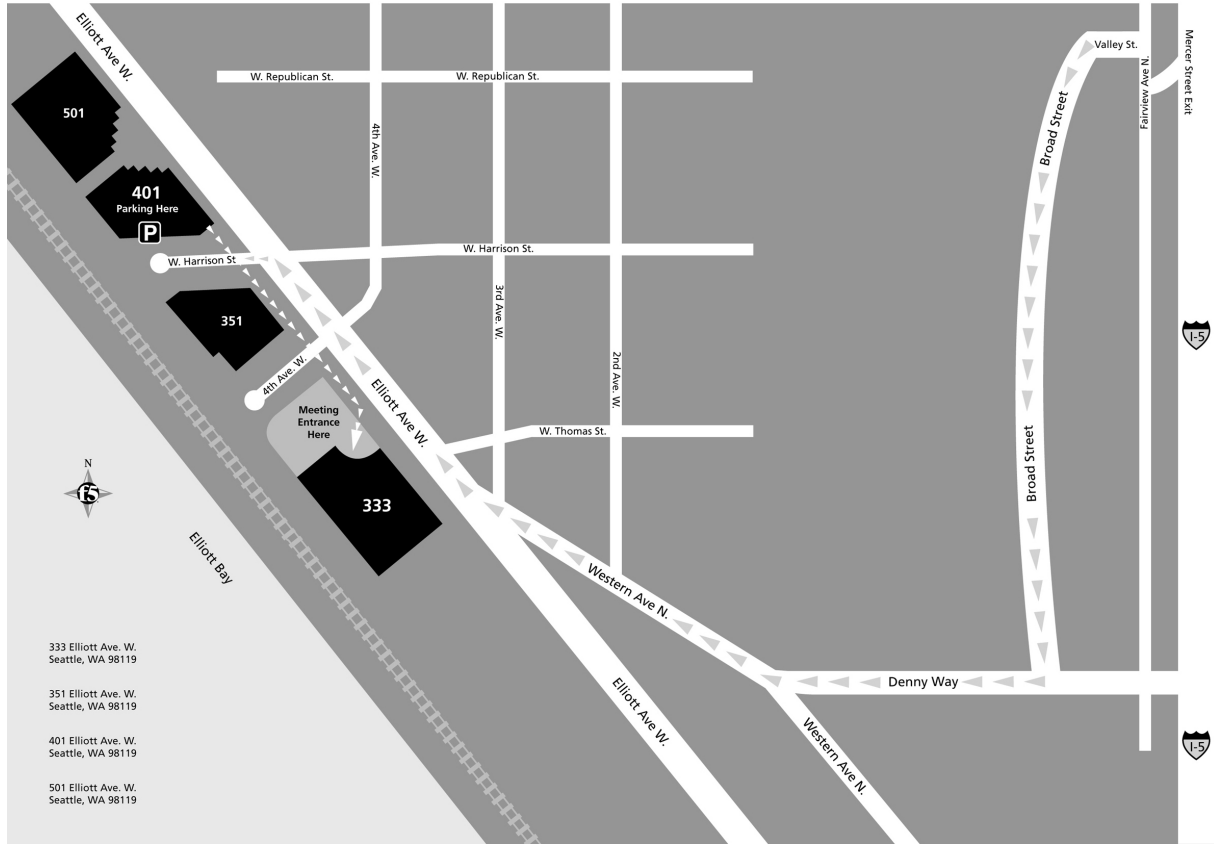 Elliott Ave W.
Valley St.
Mercer Street Exit
Fairview Ave N.
W. Republican St.
W. Republican St.
501
Broad Street
4th Ave. W.
401
Parking Here
P
W. Harrison St.
W. Harrison St
3rd Ave. W.
351
I-5
2nd Ave. W.
4th Ave. W.
Elliott Ave W.
Meeting
Entrance
Here
W. Thomas St.
Broad Street
N
f5
333
Elliott Bay
Western Ave N.
333 Elliott Ave. W.
Seattle, WA 98119
Denny Way
351 Elliott Ave. W.
Seattle, WA 98119
Elliott Ave W.
Western Ave N.
I-5
401 Elliott Ave. W.
Seattle, WA 98119
501 Elliott Ave. W.
Seattle, WA 98119